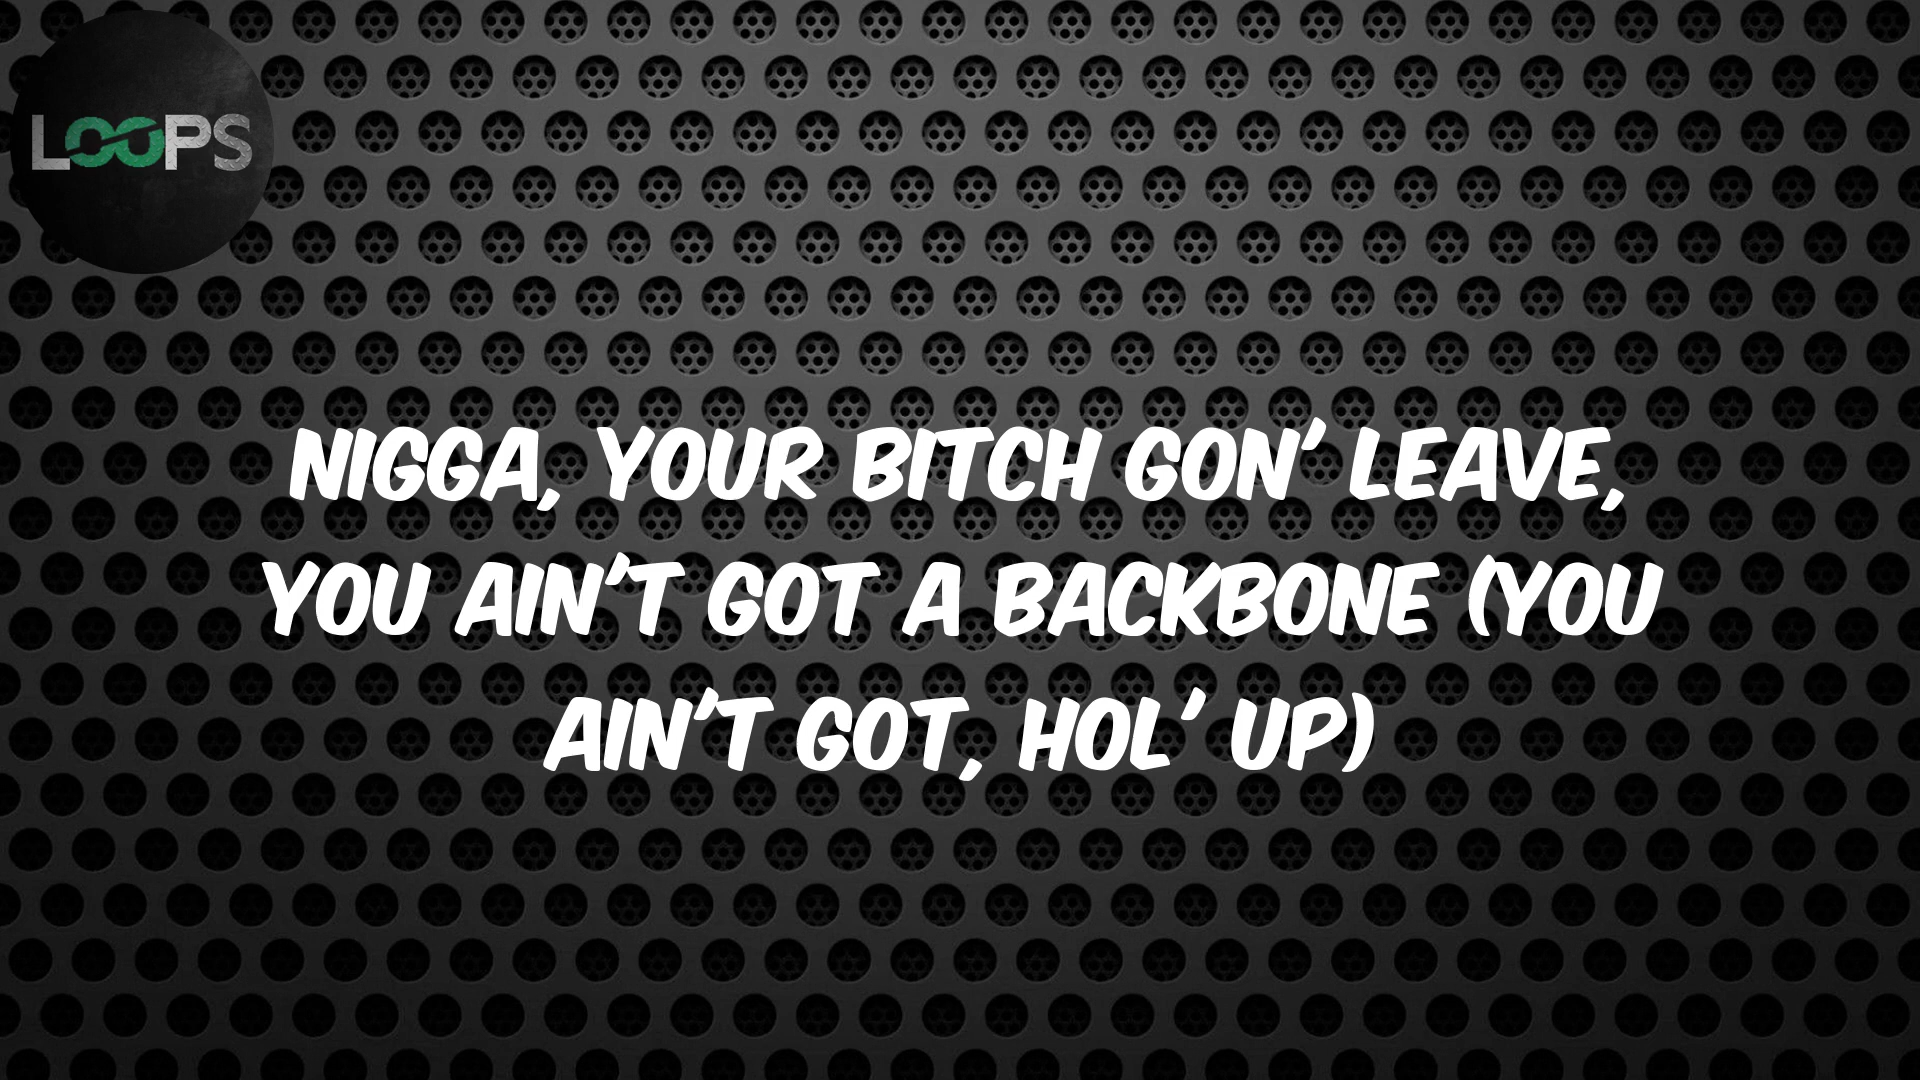 LOOPS
NIGGA, YOUR BITCH GON' LEAVE,
YOU AIN'T GOT A BACKBONE (YOU
AIN'T GOT, HOL' UP)